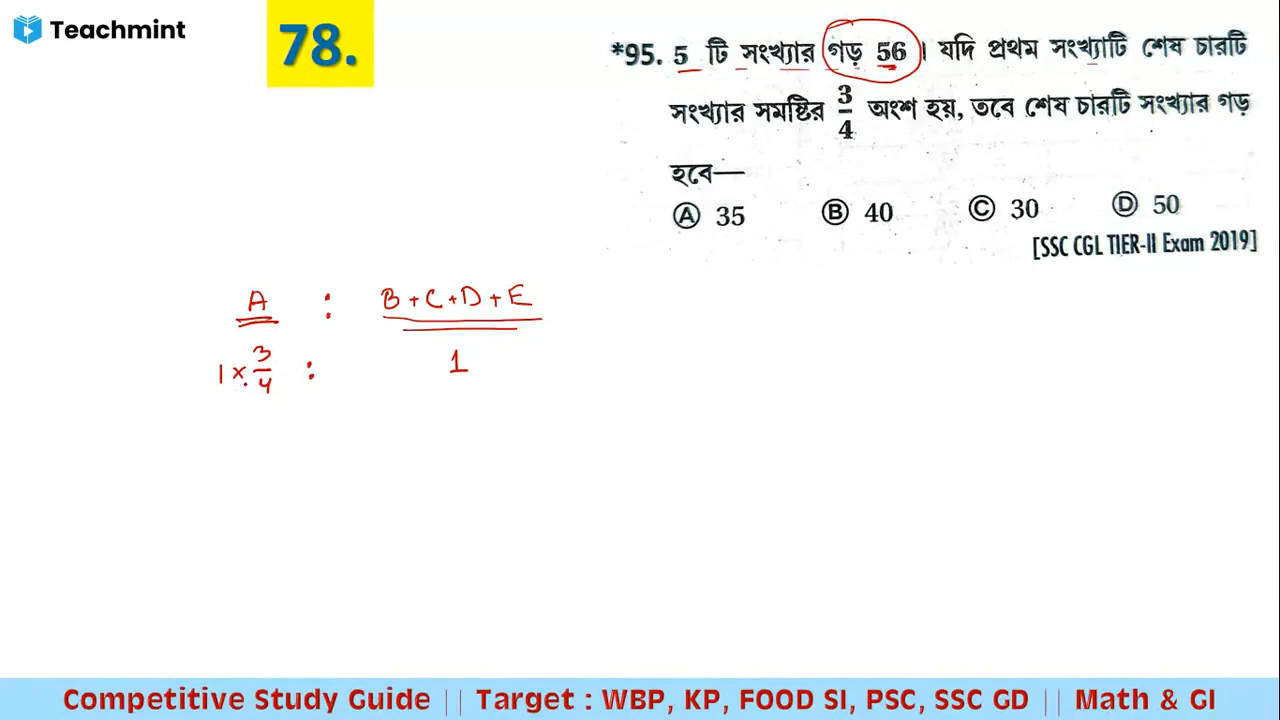 Teachmint
78.
*95. 5 টি সংখ্যার গড় 56। যদি প্রথম সংখ্যাটি শেষ চারটি
সংখ্যার সমষ্টির 3/4 অংশ হয়, তবে শেষ চারটি সংখ্যার গড়
হবে—
Ⓐ 35 Ⓑ 40 Ⓒ 30 Ⓓ 50
[SSC CGL TIER-II Exam 2019]
A : B+C+D+E
1 × 3/4 : 1
Competitive Study Guide || Target : WBP, KP, FOOD SI, PSC, SSC GD || Math & GI